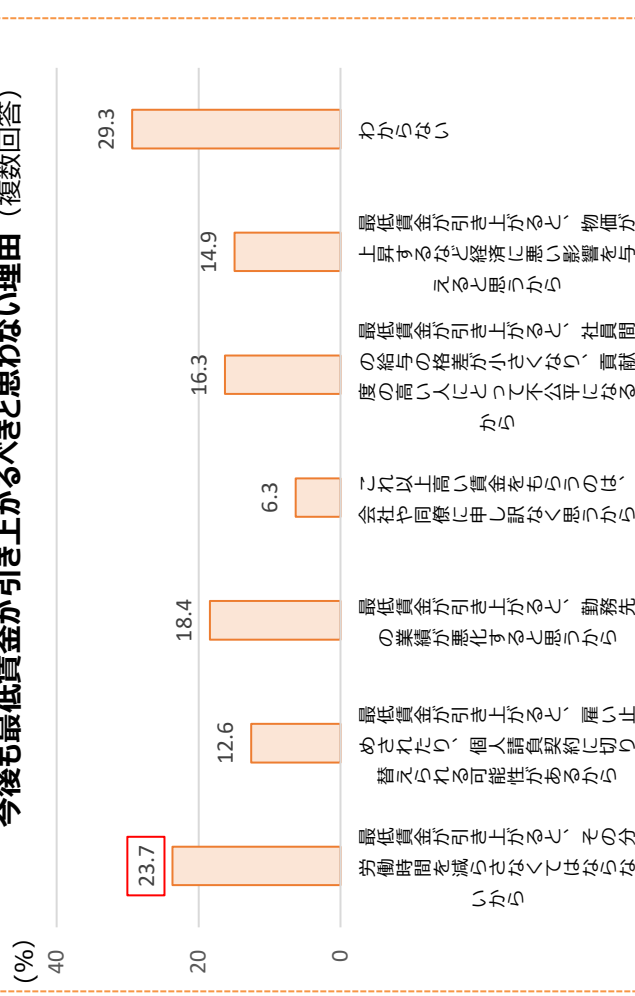 今後も最低賃金が引き上がるべきと思わない理由（複数回答）
(%)
40
20
0
23.7
12.6
18.4
6.3
16.3
14.9
29.3
最低賃金が引き上がると、その分
労働時間を減らさなくてはならな
いから
最低賃金が引き上がると、雇い止
めされたり、個人請負契約に切り
替えられる可能性があるから
最低賃金が引き上がると、勤務先
の業績が悪化すると思うから
これ以上高い賃金をもらうのは、
会社や同僚に申し訳なく思うから
最低賃金が引き上がると、社員間
の給与の格差が小さくなり、貢献
度の高い人にとって不公平になる
から
最低賃金が引き上がると、物価が
上昇するなど経済に悪い影響を与
えると思うから
わからない